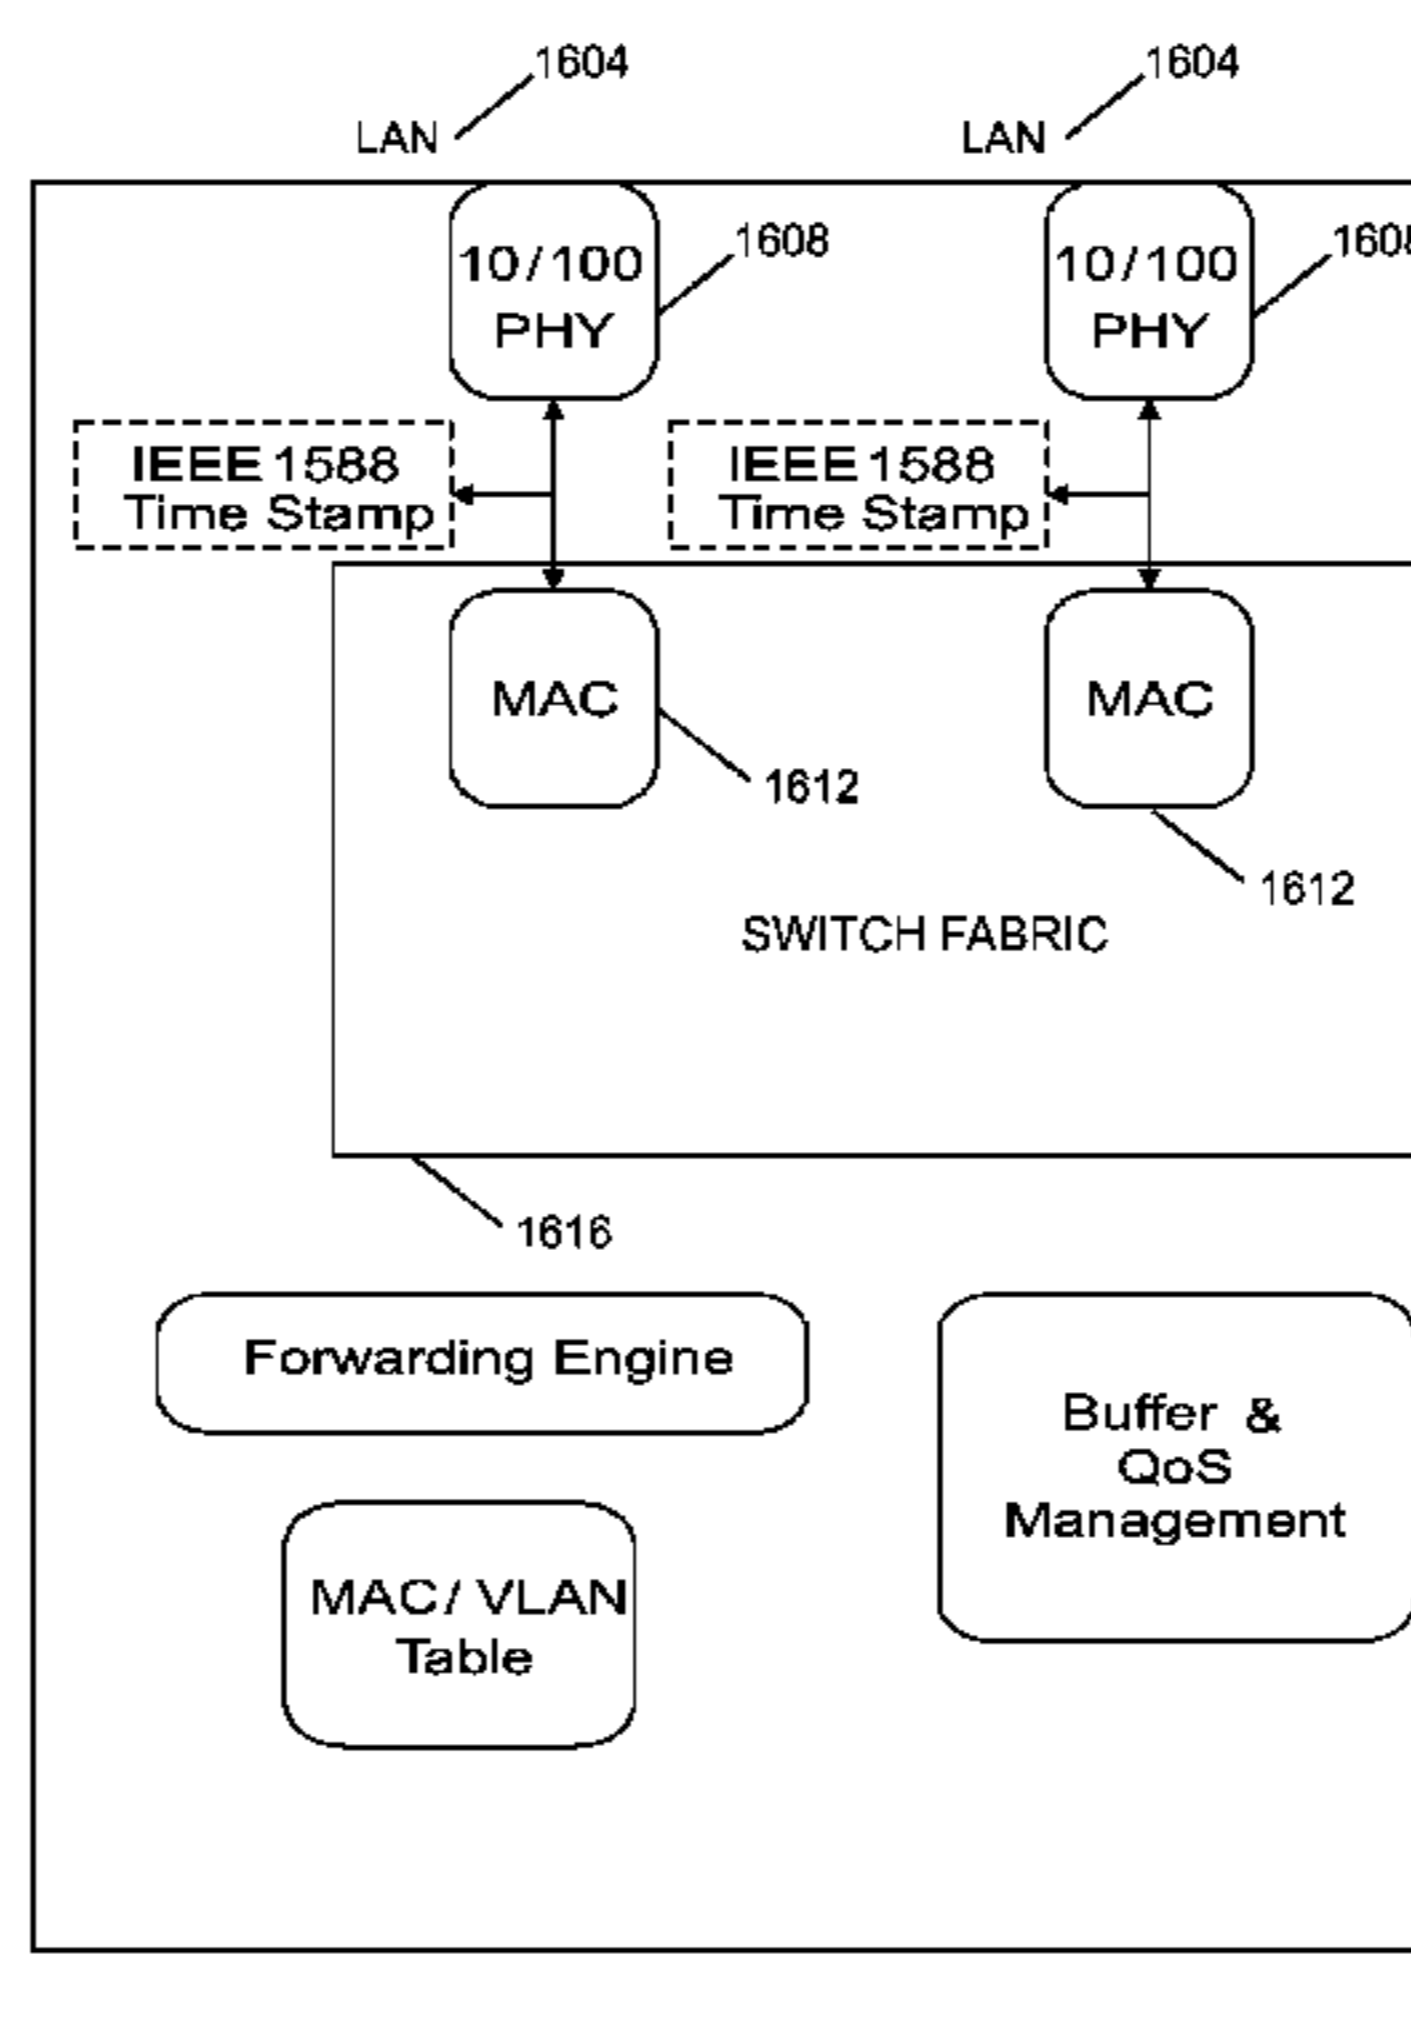 1604
1604
LAN
LAN
10/100
PHY
1608
10/100
PHY
IEEE 1588
Time Stamp
IEEE 1588
Time Stamp
MAC
1612
MAC
1612
SWITCH FABRIC
1616
Forwarding Engine
Buffer &
QoS
Management
MAC/ VLAN
Table